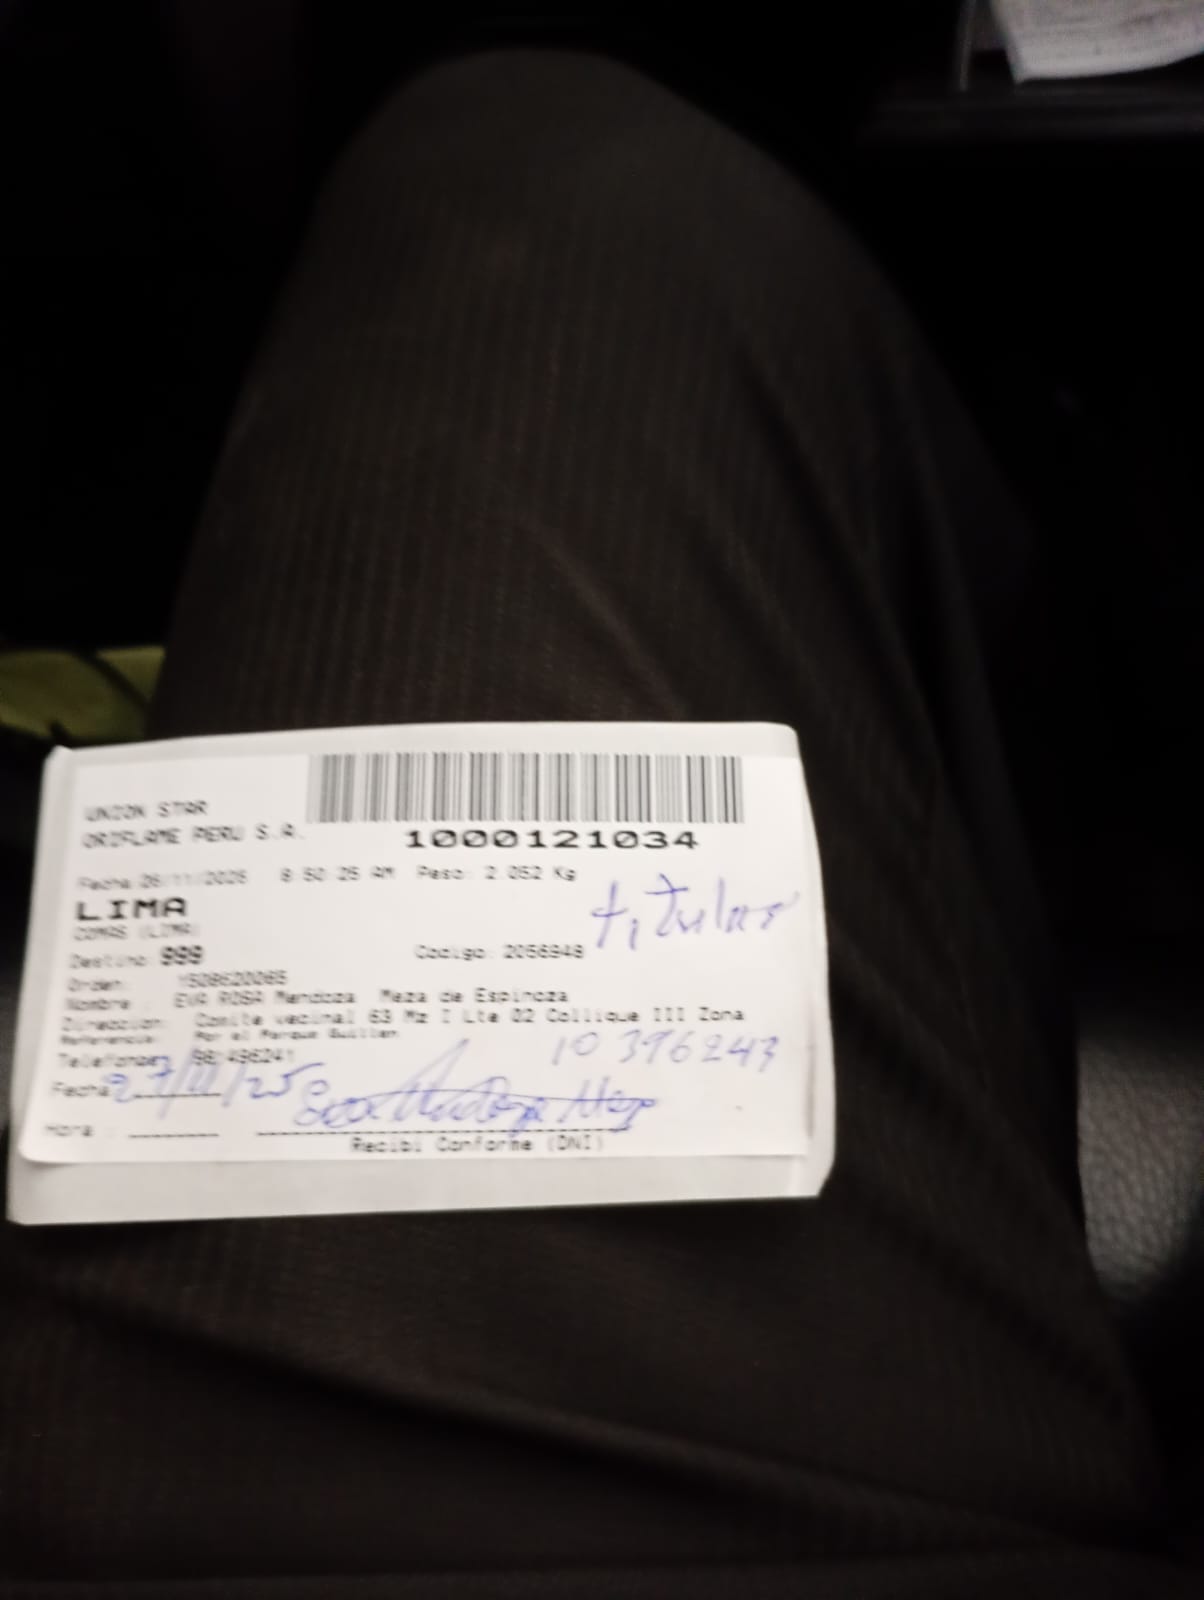 UNION STAR
ORIFLAME PERU S.A.
1000121034
Fecha 26/11/2025 8:50:25 AM Peso: 2.052 Kg
LIMA
COMAS (LIMA)
titular
Destino: 999 Codigo: 2056948
Orden: 1508620065
Nombre : EVA ROSA Mendoza Meza de Espinoza
Direccion: Comite vecinal 63 Mz I Lte 02 Collique III Zona
Referencia: Por el Parque Guillen
Telefonos: 981496241
10396243
Fecha 27/11/25 Mendoza Meza
Hora :
Recibi Conforme (DNI)